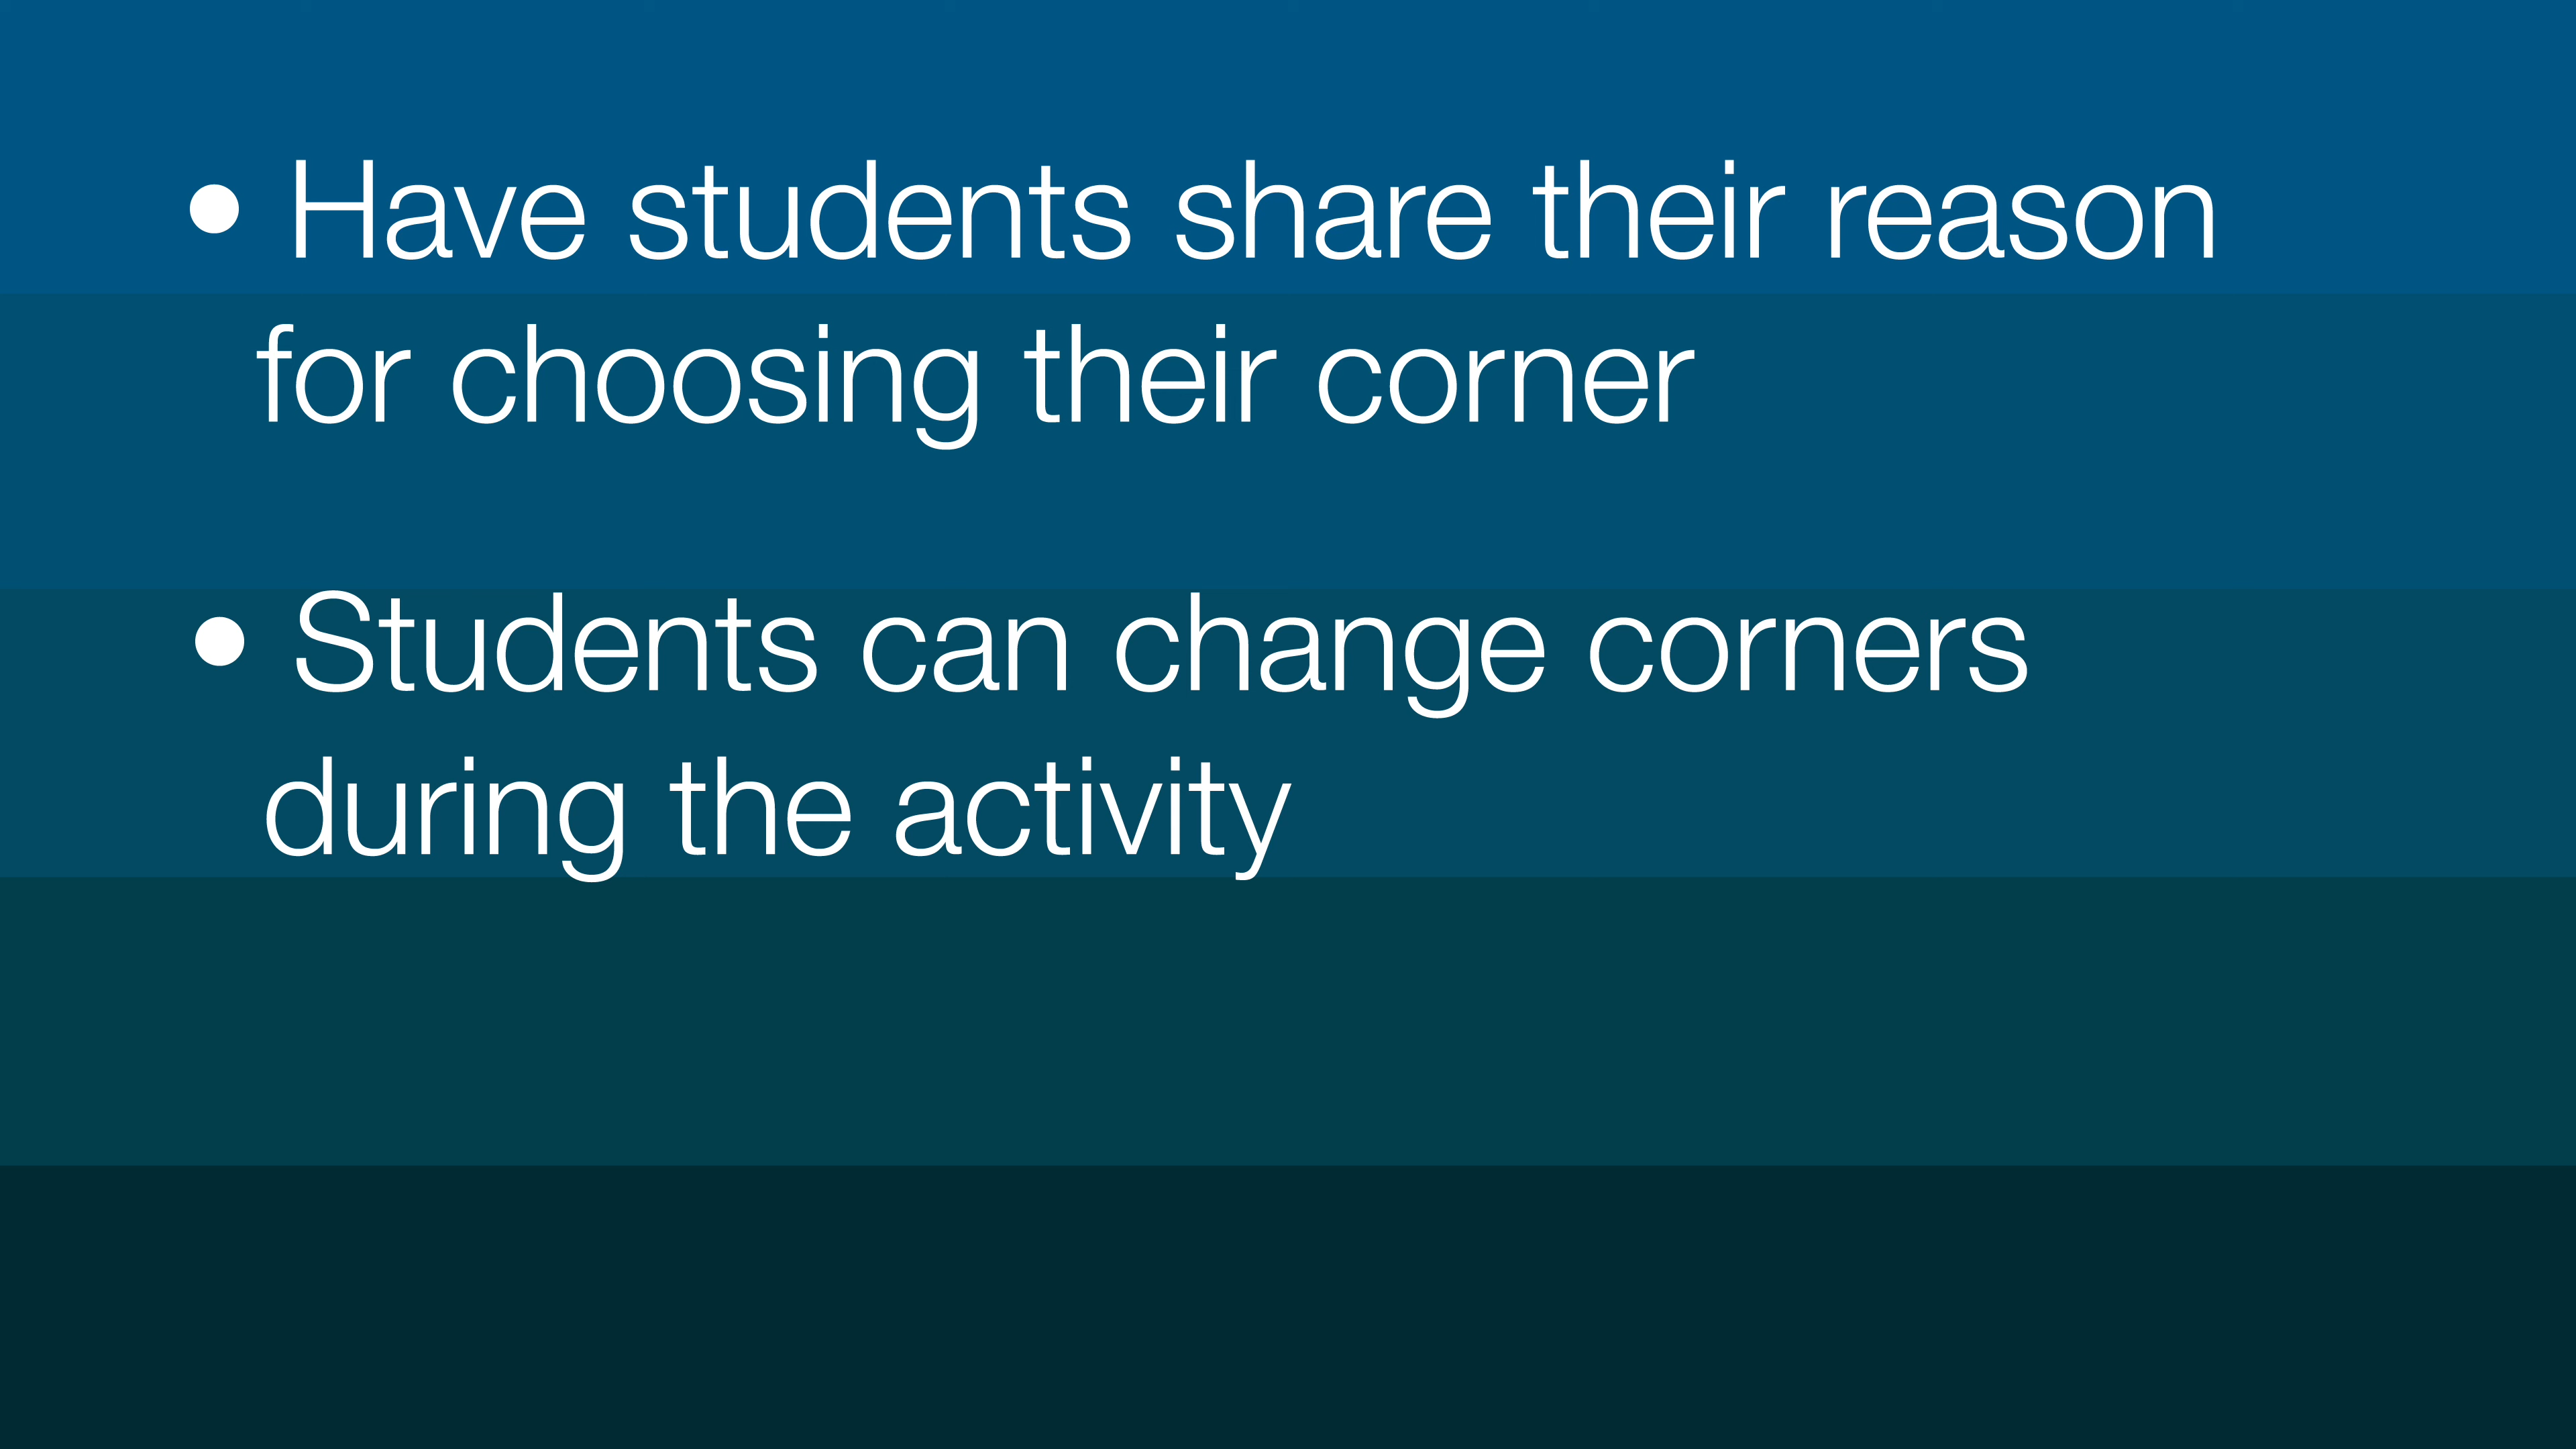 • Have students share their reason
for choosing their corner
• Students can change corners
during the activity